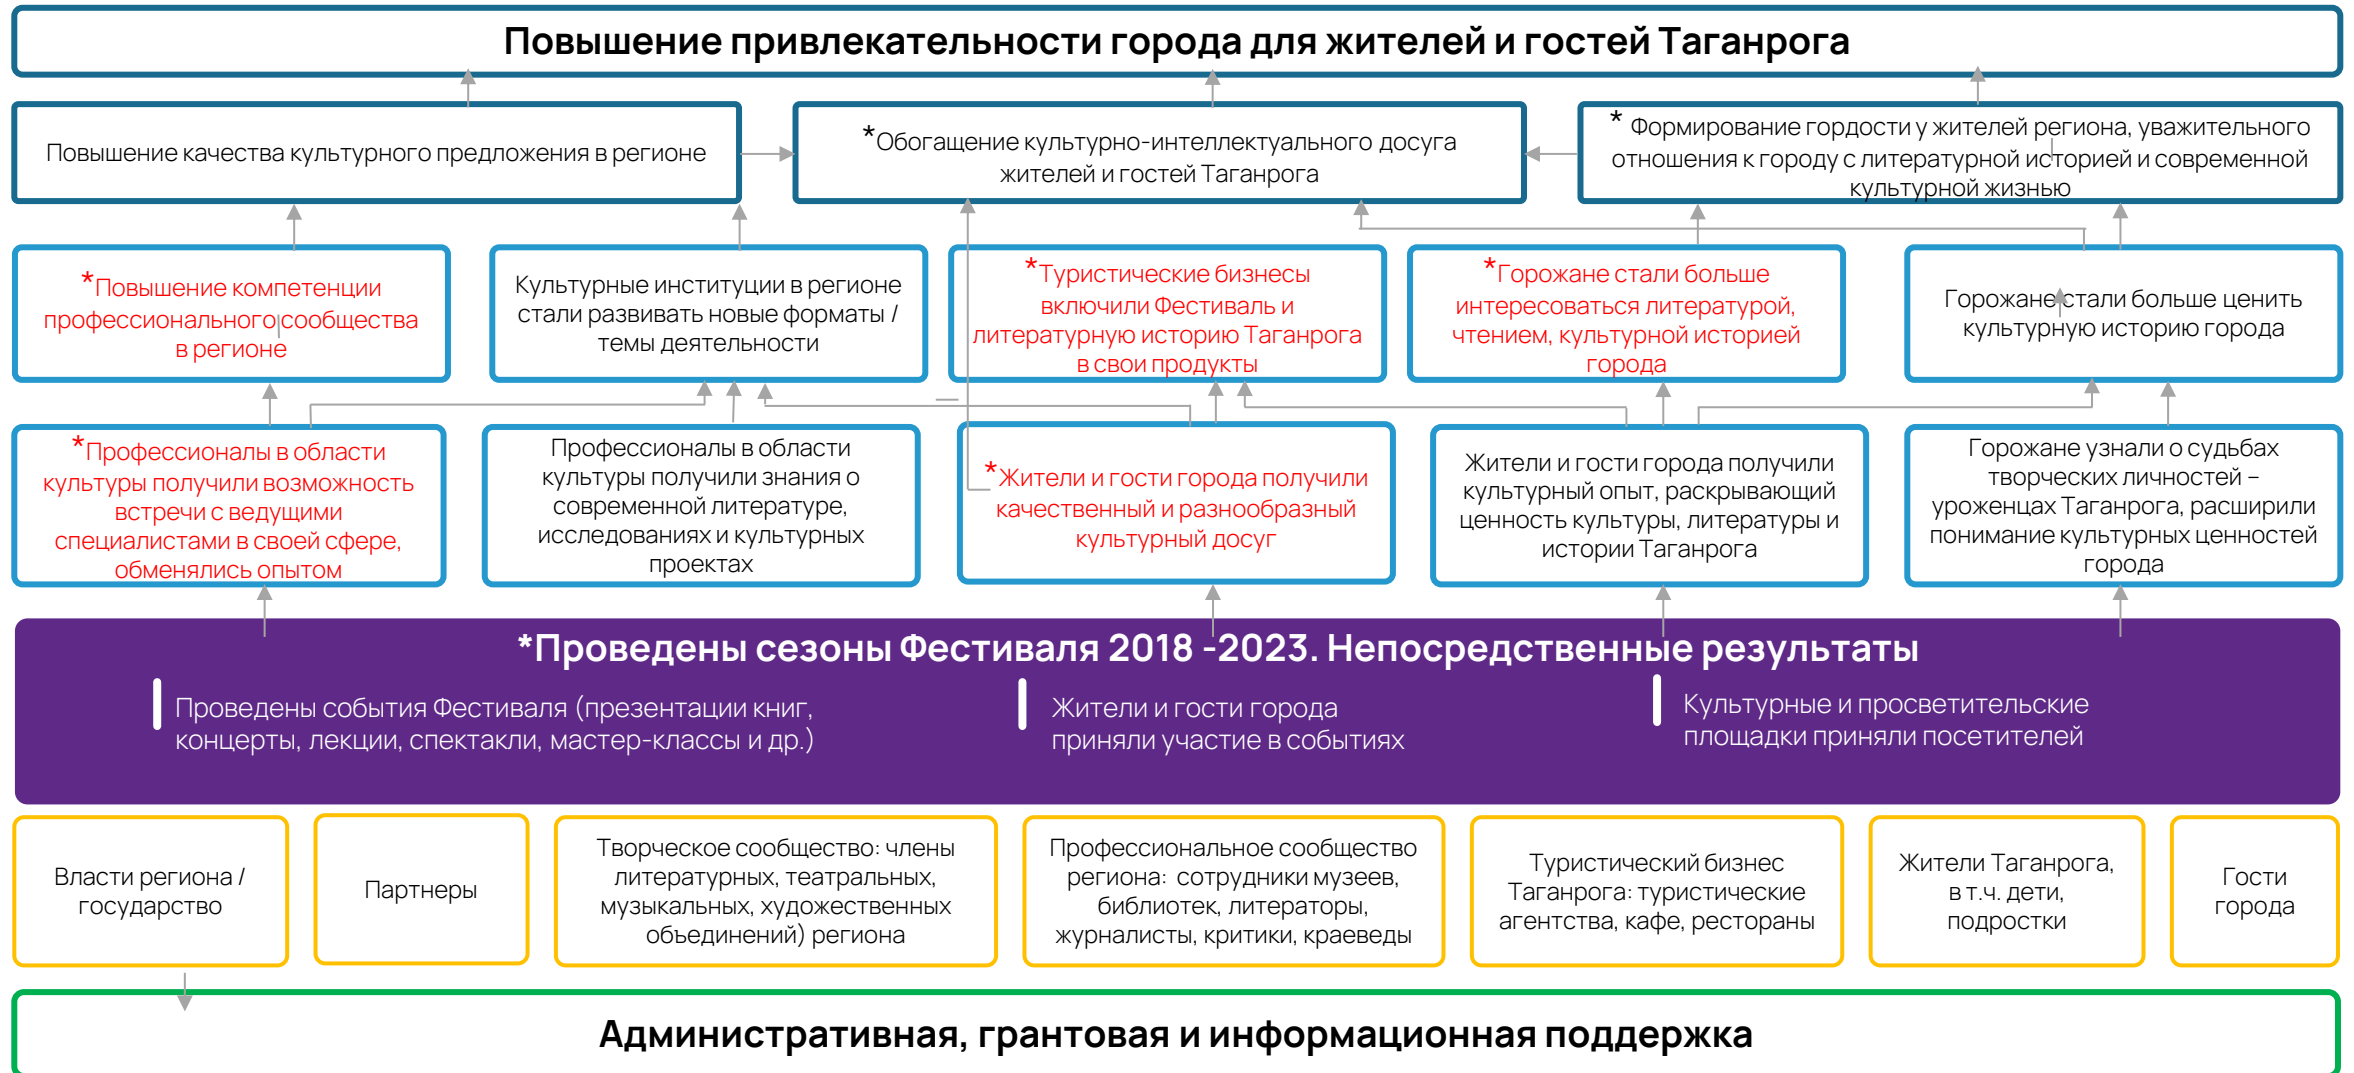 Повышение привлекательности города для жителей и гостей Таганрога
Повышение качества культурного предложения в регионе
*Обогащение культурно-интеллектуального досуга
жителей и гостей Таганрога
* Формирование гордости у жителей региона, уважительного
отношения к городу с литературной историей и современной
культурной жизнью
*Повышение компетенции
профессионального сообщества
в регионе
Культурные институции в регионе
стали развивать новые форматы /
темы деятельности
*Туристические бизнесы
включили Фестиваль и
литературную историю Таганрога
в свои продукты
*Горожане стали больше
интересоваться литературой,
чтением, культурной историей
города
Горожане стали больше ценить
культурную историю города
*Профессионалы в области
культуры получили возможность
встречи с ведущими
специалистами в своей сфере,
обменялись опытом
Профессионалы в области
культуры получили знания о
современной литературе,
исследованиях и культурных
проектах
*Жители и гости города получили
качественный и разнообразный
культурный досуг
Жители и гости города получили
культурный опыт, раскрывающий
ценность культуры, литературы и
истории Таганрога
Горожане узнали о судьбах
творческих личностей –
уроженцах Таганрога, расширили
понимание культурных ценностей
города
*Проведены сезоны Фестиваля 2018 -2023. Непосредственные результаты
Проведены события Фестиваля (презентации книг,
концерты, лекции, спектакли, мастер-классы и др.)
Жители и гости города
приняли участие в событиях
Культурные и просветительские
площадки приняли посетителей
Власти региона /
государство
Партнеры
Творческое сообщество: члены
литературных, театральных,
музыкальных, художественных
объединений) региона
Профессиональное сообщество
региона: сотрудники музеев,
библиотек, литераторы,
журналисты, критики, краеведы
Туристический бизнес
Таганрога: туристические
агентства, кафе, рестораны
Жители Таганрога,
в т.ч. дети,
подростки
Гости
города
Административная, грантовая и информационная поддержка